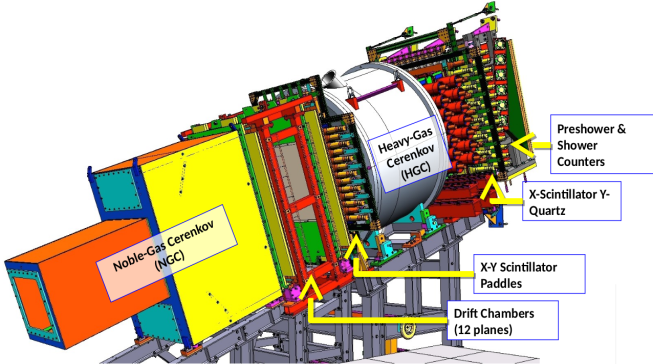 Preshower &
Shower
Counters
Heavy-Gas
Cerenkov
(HGC)
X-Scintillator Y-
Quartz
Noble-Gas Cerenkov
(NGC)
X-Y Scintillator
Paddles
Drift Chambers
(12 planes)